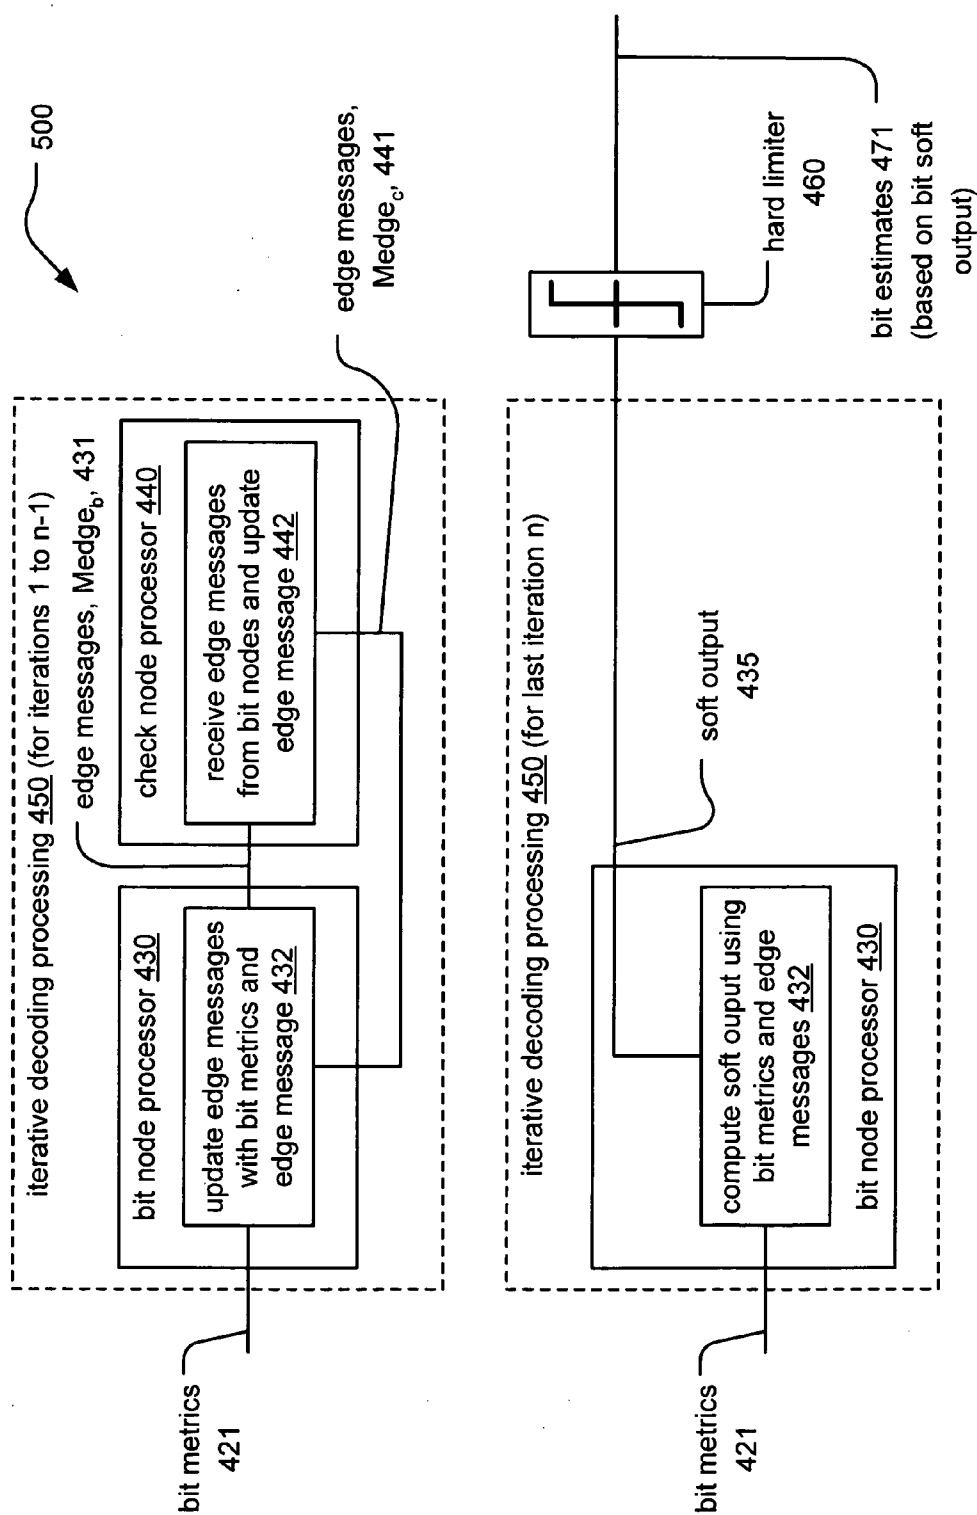 500
iterative decoding processing 450 (for iterations 1 to n-1)
edge messages, Medgeb, 431
bit node processor 430
update edge messages
with bit metrics and
edge message 432
check node processor 440
receive edge messages
from bit nodes and update
edge message 442
edge messages,
Medgec, 441
bit metrics
421
iterative decoding processing 450 (for last iteration n)
compute soft ouput using
bit metrics and edge
messages 432
bit node processor 430
soft output
435
hard limiter
460
bit estimates 471
(based on bit soft
output)
bit metrics
421